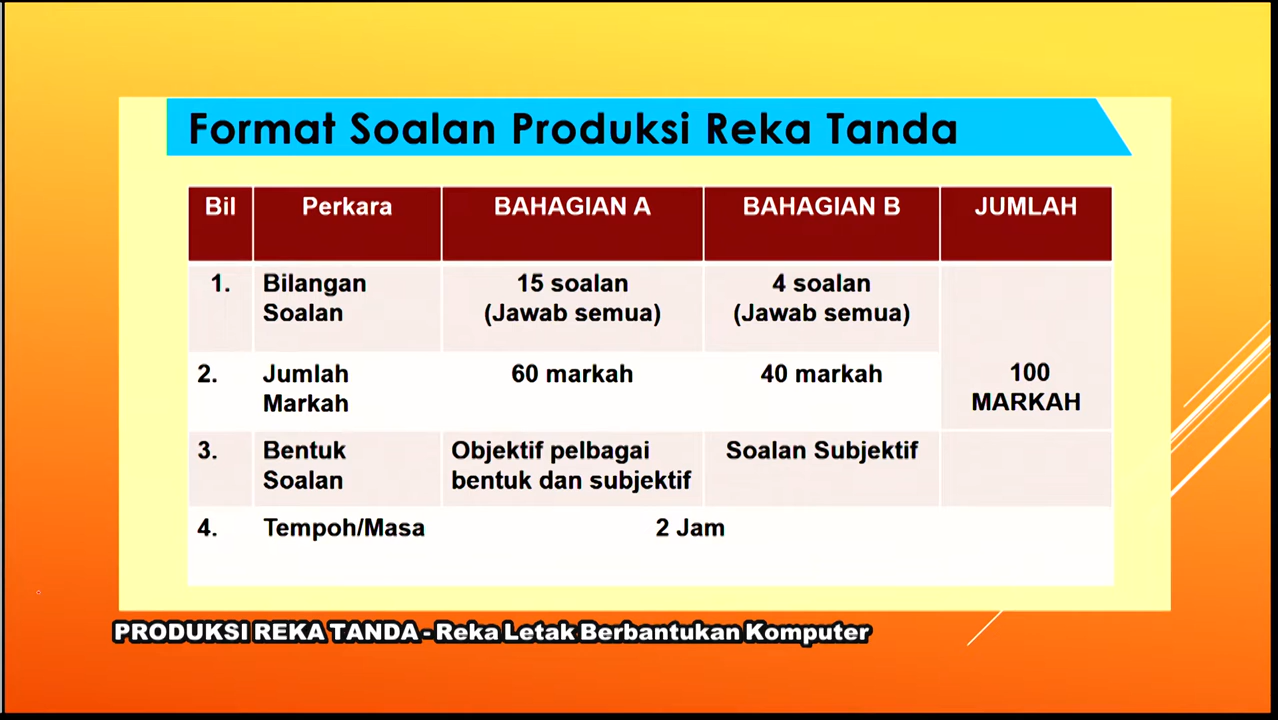 Format Soalan Produksi Reka Tanda
Bil Perkara BAHAGIAN A BAHAGIAN B JUMLAH
1. Bilangan 15 soalan 4 soalan
Soalan (Jawab semua) (Jawab semua)
2. Jumlah 60 markah 40 markah 100
Markah MARKAH
3. Bentuk Objektif pelbagai Soalan Subjektif
Soalan bentuk dan subjektif
4. Tempoh/Masa 2 Jam
PRODUKSI REKA TANDA - Reka Letak Berbantukan Komputer